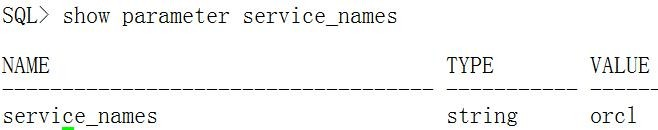 SQL> show parameter service_names
NAME TYPE VALUE
------------------------------------ ----------- ------
service_names string orcl